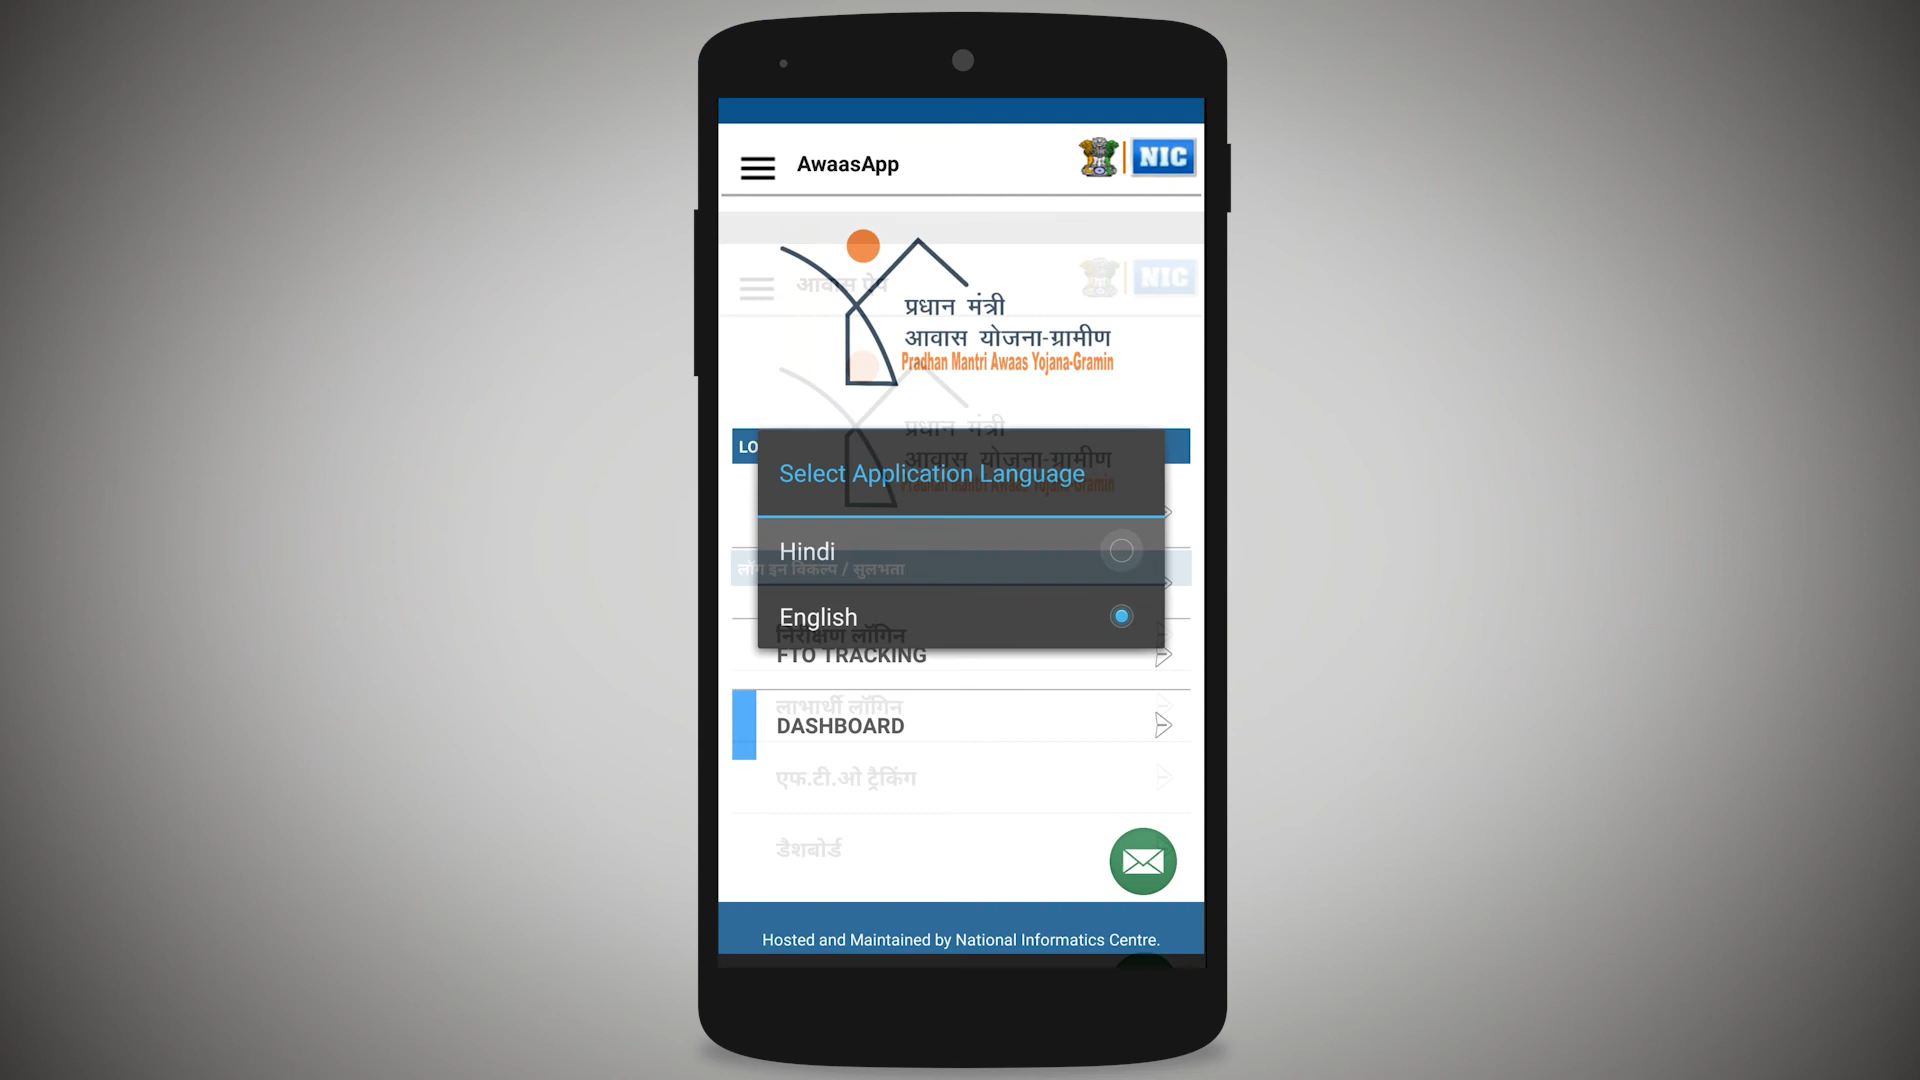 AwaasApp
NIC
आवास ऐप
NIC
प्रधान मंत्री
आवास योजना-ग्रामीण
Pradhan Mantri Awaas Yojana-Gramin
प्रधान मंत्री
LO
आवास योजना-ग्रामीण
Select Application Language
Pradhan Mantri Awaas Yojana-Gramin
Hindi
लॉग इन विकल्प / सुलभता
English
निरीक्षण लॉगिन
FTO TRACKING
लाभार्थी लॉगिन
DASHBOARD
एफ.टी.ओ ट्रैकिंग
डैशबोर्ड
Hosted and Maintained by National Informatics Centre.